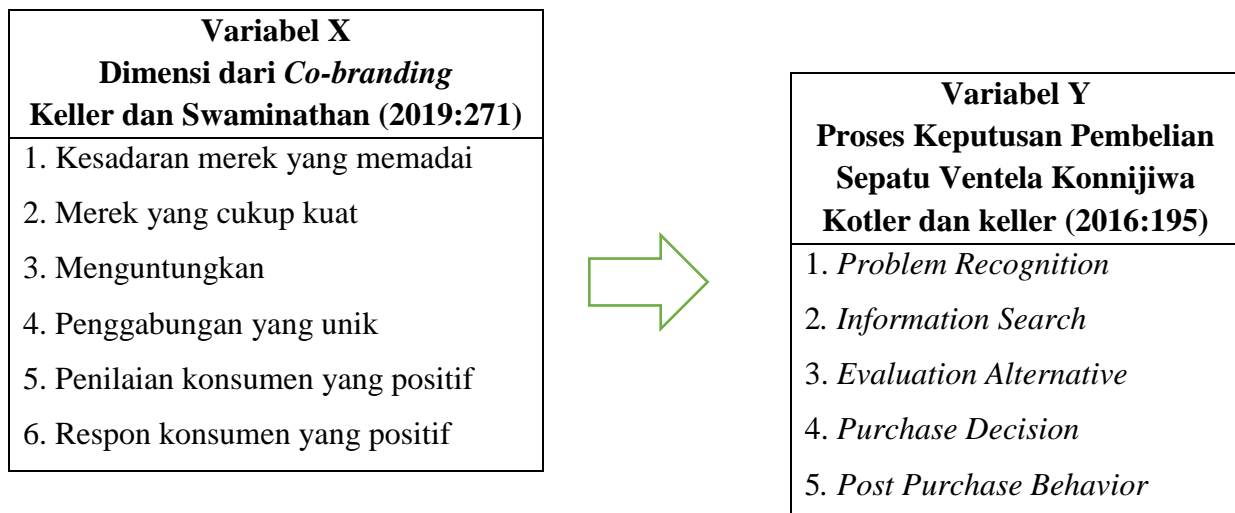 Variabel X
Dimensi dari Co-branding
Keller dan Swaminathan (2019:271)
1. Kesadaran merek yang memadai
2. Merek yang cukup kuat
3. Menguntungkan
4. Penggabungan yang unik
5. Penilaian konsumen yang positif
6. Respon konsumen yang positif
Variabel Y
Proses Keputusan Pembelian
Sepatu Ventela Konnijiwa
Kotler dan keller (2016:195)
1. Problem Recognition
2. Information Search
3. Evaluation Alternative
4. Purchase Decision
5. Post Purchase Behavior